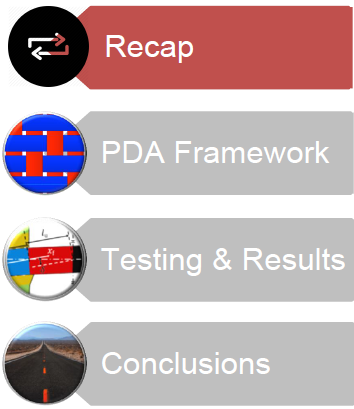 Recap
PDA Framework
Testing & Results
Conclusions